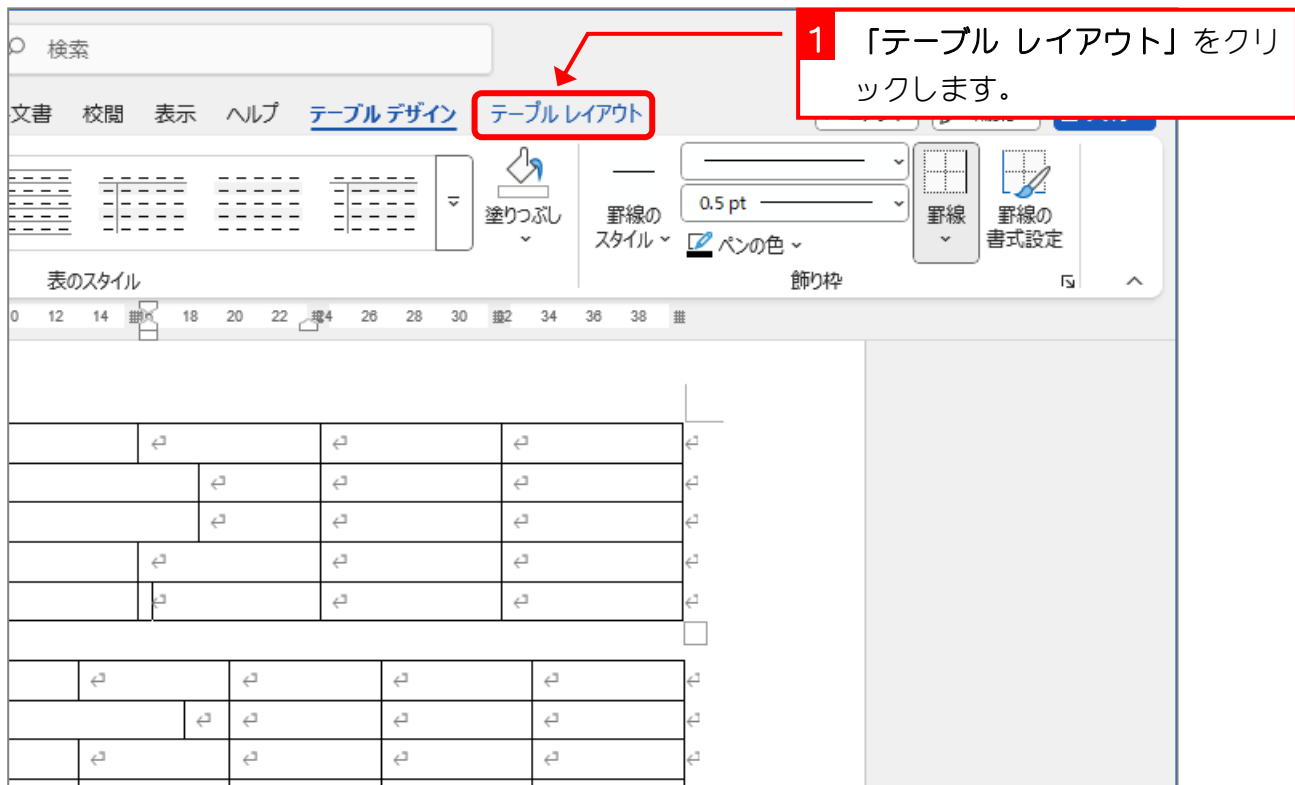 検索
1 「テーブル レイアウト」をクリ
ックします。
文書 校閲 表示 ヘルプ テーブル デザイン テーブル レイアウト
0.5 pt
塗りつぶし
罫線の
スタイル
ペンの色
罫線
罫線の
書式設定
表のスタイル
飾り枠
0 12 14 18 20 22 24 26 28 30 32 34 36 38